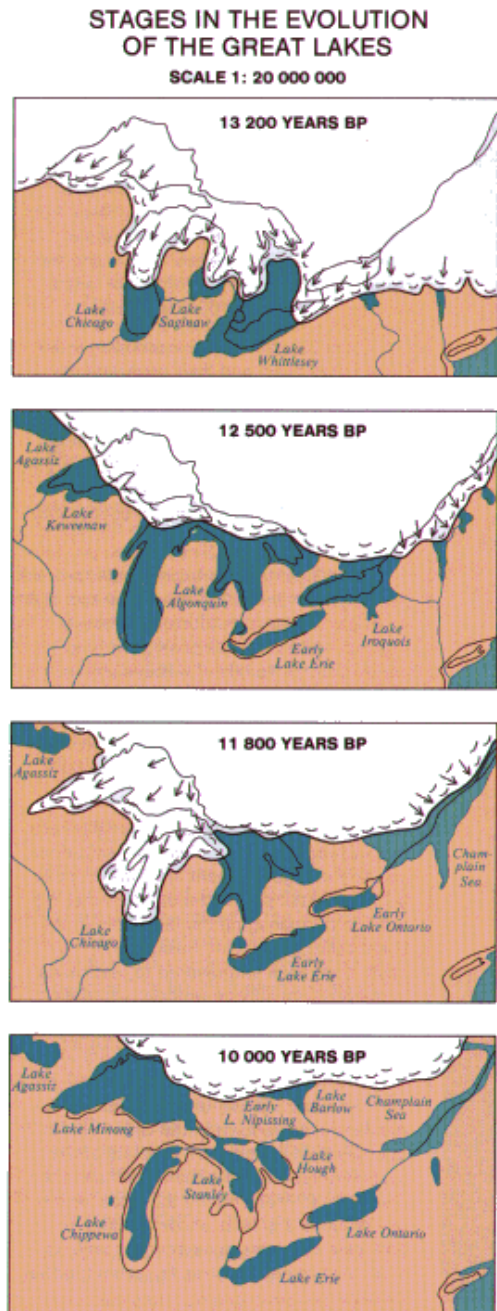 STAGES IN THE EVOLUTION
OF THE GREAT LAKES
SCALE 1: 20 000 000
13 200 YEARS BP
Lake
Chicago
Lake
Saginaw
Lake
Whittlesey
12 500 YEARS BP
Lake
Agassiz
Lake
Keweenaw
Lake
Algonquin
Early
Lake Erie
Lake
Iroquois
11 800 YEARS BP
Lake
Agassiz
Cham-
plain
Sea
Lake
Chicago
Early
Lake Ontario
Early
Lake Erie
10 000 YEARS BP
Lake
Agassiz
Lake Minong
Early
L. Nipissing
Lake
Barlow
Champlain
Sea
Lake
Hough
Lake
Stanley
Lake
Chippewa
Lake Ontario
Lake Erie